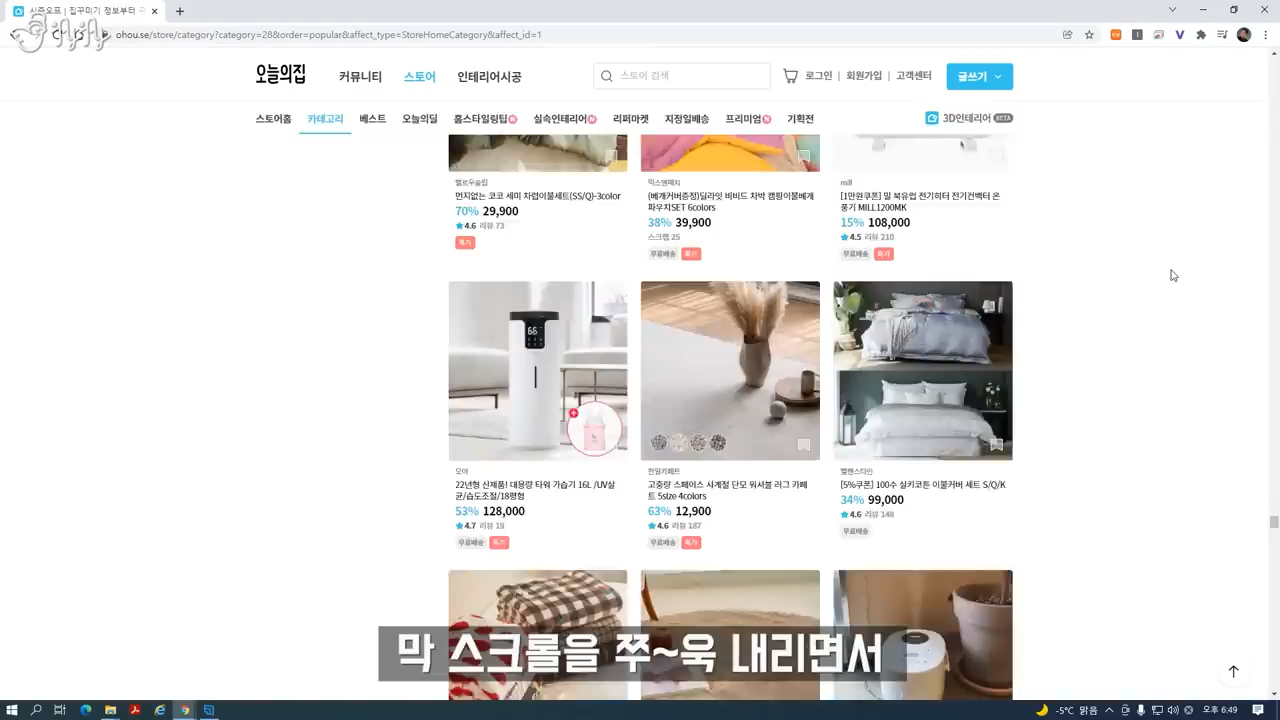 시즌오프 | 집꾸미기 정보부터 구
ohou.se/store/category?category=28&order=popular&affect_type=StoreHomeCategory&affect_id=1
오늘의집
커뮤니티
스토어
인테리어시공
스토어 검색
로그인 | 회원가입 | 고객센터
글쓰기
스토어홈
카테고리
베스트
오늘의딜
홈스타일링팁 N
실속인테리어 N
리퍼마켓
지정일배송
프리미엄 N
기획전
3D인테리어 BETA
헬로우슬립
먼지없는 코코 세미 차렵이불세트(SS/Q)-3color
70% 29,900
★4.6 리뷰 73
특가
믹스앤매치
(베개커버증정)딜라잇 비비드 차박 캠핑이불베개
파우치SET 6colors
38% 39,900
스크랩 25
무료배송 특가
mill
[1만원쿠폰] 밀 북유럽 전기히터 전기컨벡터 온
풍기 MILL1200MK
15% 108,000
★4.5 리뷰 210
무료배송 특가
66
오아
22년형 신제품! 대용량 타워 가습기 16L /UV살
균/습도조절/18평형
53% 128,000
★4.7 리뷰 19
무료배송 특가
한일카페트
고중량 스페이스 사계절 단모 워셔블 러그 카페
트 5size 4colors
63% 12,900
★4.6 리뷰 187
무료배송 특가
헬렌스타인
[5%쿠폰] 100수 실키코튼 이불커버 세트 S/Q/K
34% 99,000
★4.6 리뷰 148
무료배송
막 스크롤을 쭈~욱 내리면서
-5°C 맑음
오후 6:49